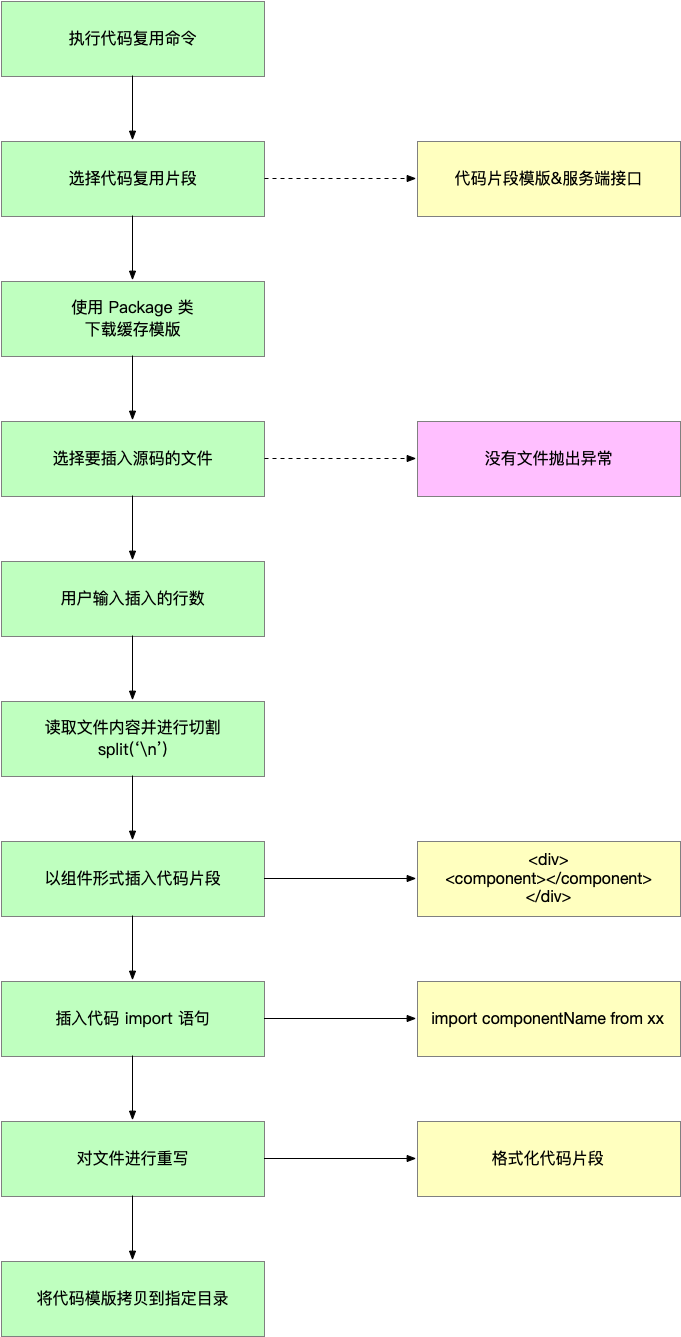 执行代码复用命令
选择代码复用片段
代码片段模版&服务端接口
使用 Package 类
下载缓存模版
选择要插入源码的文件
没有文件抛出异常
用户输入插入的行数
读取文件内容并进行切割
split(‘\n’)
以组件形式插入代码片段
<div>
<component></component>
</div>
插入代码 import 语句
import componentName from xx
对文件进行重写
格式化代码片段
将代码模版拷贝到指定目录